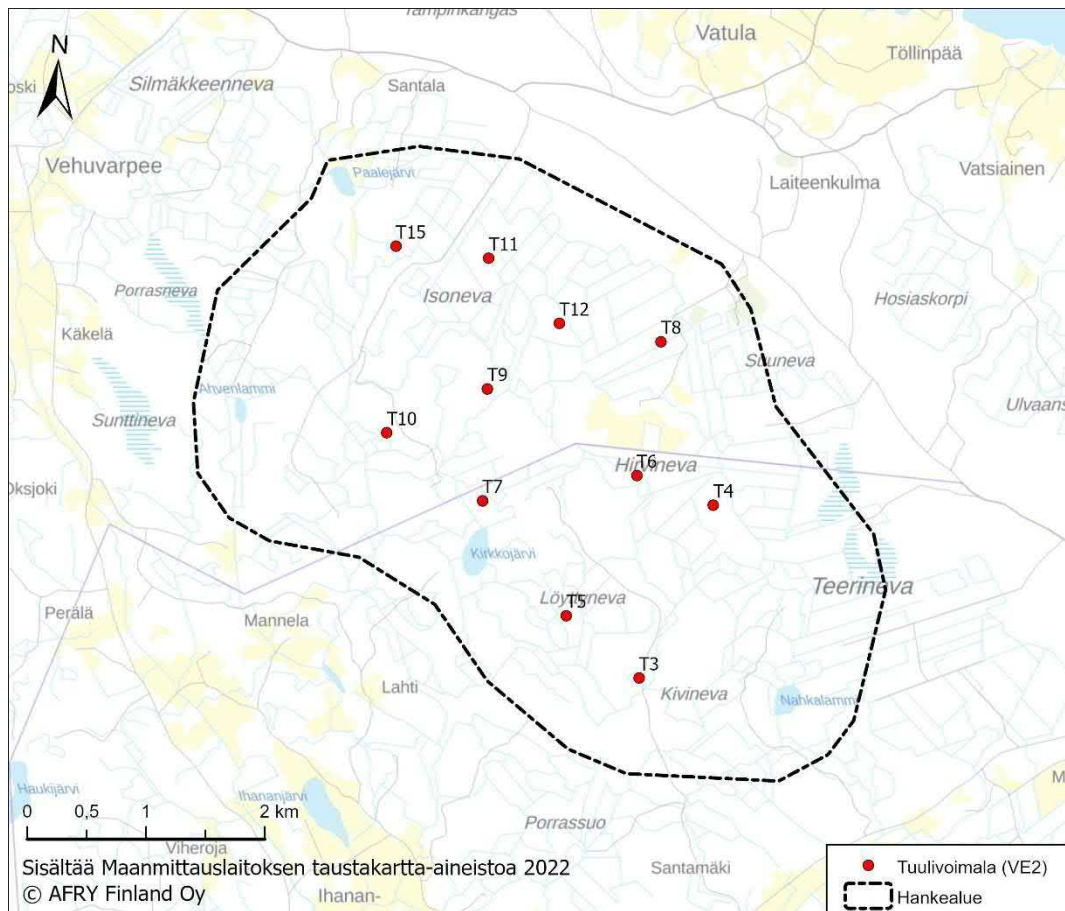 Tampinkangas
Vatula
Töllinpää
N
oski
Silmäkkeenneva
Santala
Vehuvarpee
Paalejärvi
Laiteenkulma
Vatsiainen
T15
T11
Porrasneva
Isoneva
Hosiaskorpi
T12
Käkelä
T8
Suuneva
Ahvenlammi
T9
Ulvaans
Sunttineva
T10
Hirvineva
T6
Oksjoki
T7
T4
Kirkkojärvi
Teerineva
Löyttyneva
T5
Perälä
Mannela
T3
Lahti
Kivineva
Nahkalammi
Haukijärvi
Ihananjärvi
0 0,5 1 2 km
Porrassuo
Viheroja
Santamäki
Sisältää Maanmittauslaitoksen taustakartta-aineistoa 2022
© AFRY Finland Oy
Ihanan-
M
Tuulivoimala (VE2)
Hankealue